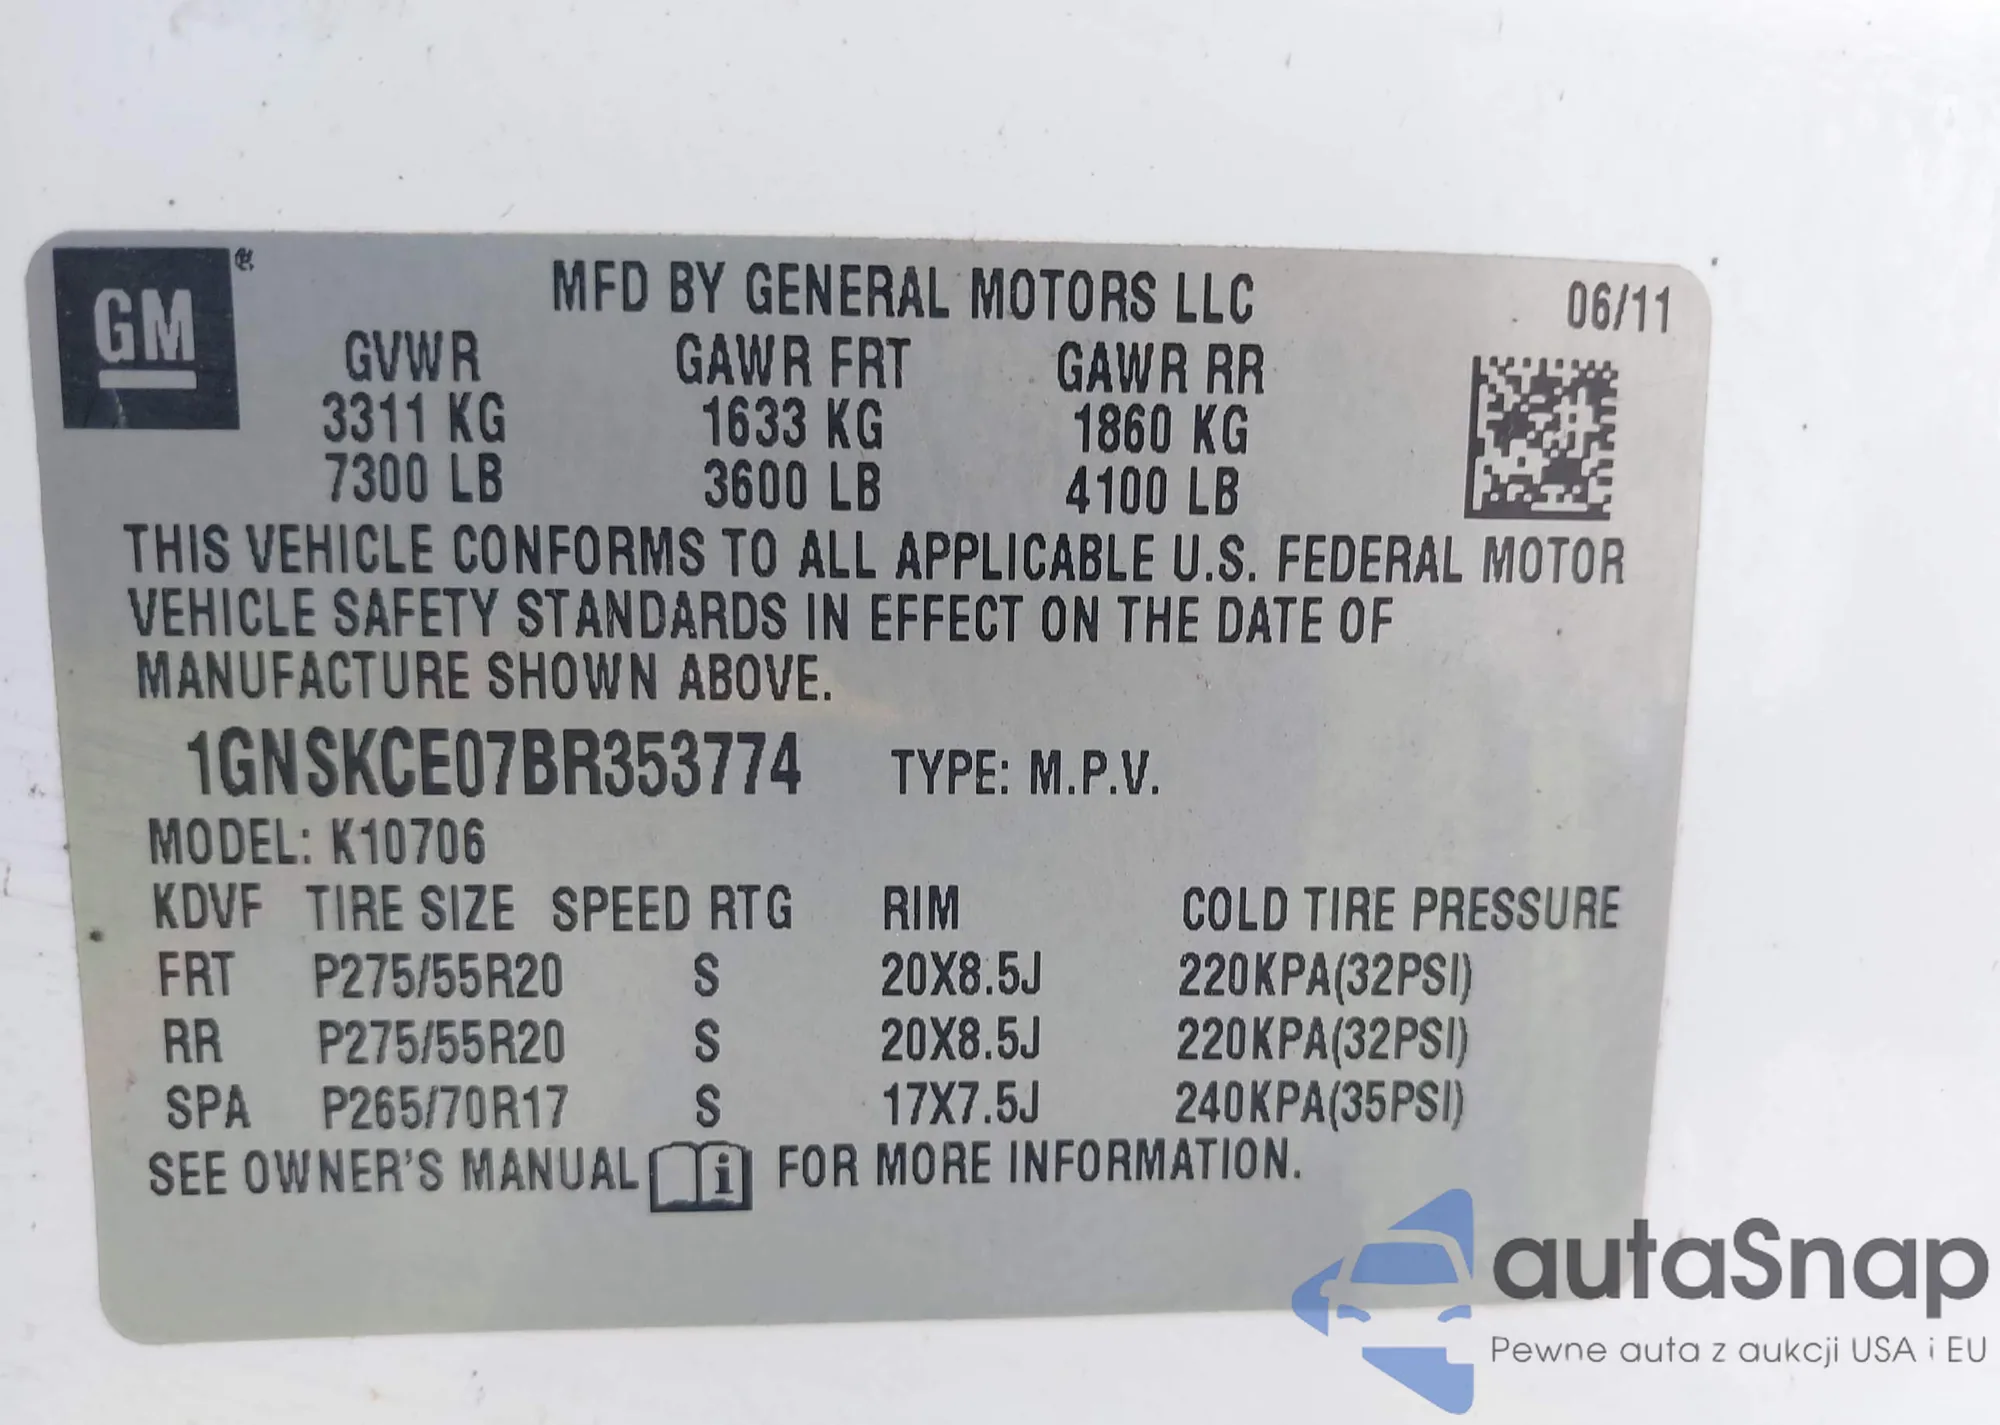 GM
MFD BY GENERAL MOTORS LLC 06/11
GVWR GAWR FRT GAWR RR
3311 KG 1633 KG 1860 KG
7300 LB 3600 LB 4100 LB
THIS VEHICLE CONFORMS TO ALL APPLICABLE U.S. FEDERAL MOTOR
VEHICLE SAFETY STANDARDS IN EFFECT ON THE DATE OF
MANUFACTURE SHOWN ABOVE.
1GNSKCE07BR353774 TYPE: M.P.V.
MODEL: K10706
KDVF TIRE SIZE SPEED RTG RIM COLD TIRE PRESSURE
FRT P275/55R20 S 20X8.5J 220KPA(32PSI)
RR P275/55R20 S 20X8.5J 220KPA(32PSI)
SPA P265/70R17 S 17X7.5J 240KPA(35PSI)
SEE OWNER'S MANUAL i FOR MORE INFORMATION.
autaSnap
Pewne auta z aukcji USA i EU